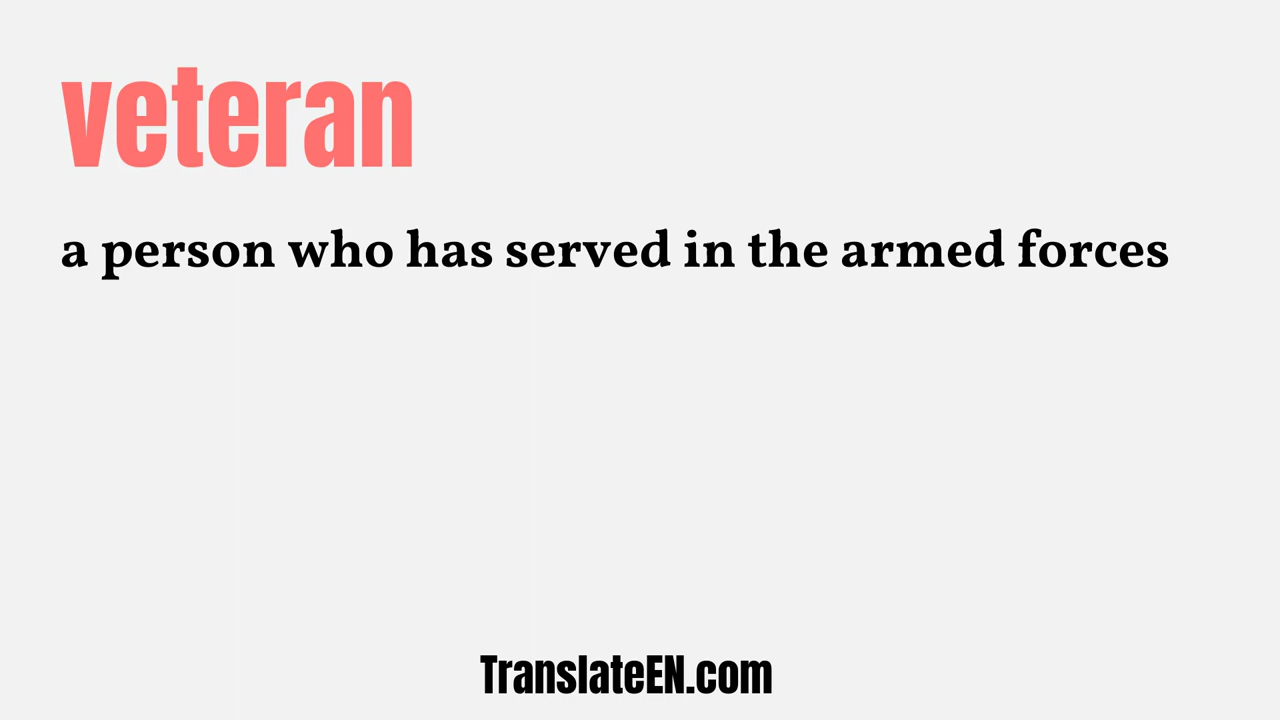 veteran
a person who has served in the armed forces
TranslateEN.com